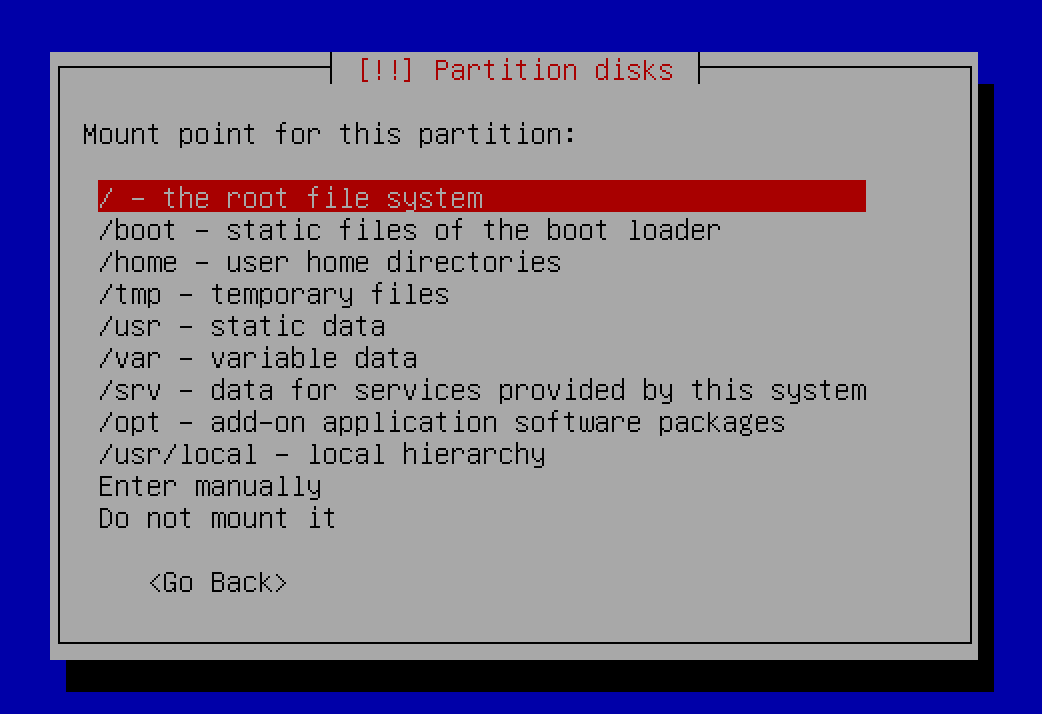 [!!] Partition disks
Mount point for this partition:
/ - the root file system
/boot - static files of the boot loader
/home - user home directories
/tmp - temporary files
/usr - static data
/var - variable data
/srv - data for services provided by this system
/opt - add-on application software packages
/usr/local - local hierarchy
Enter manually
Do not mount it
<Go Back>